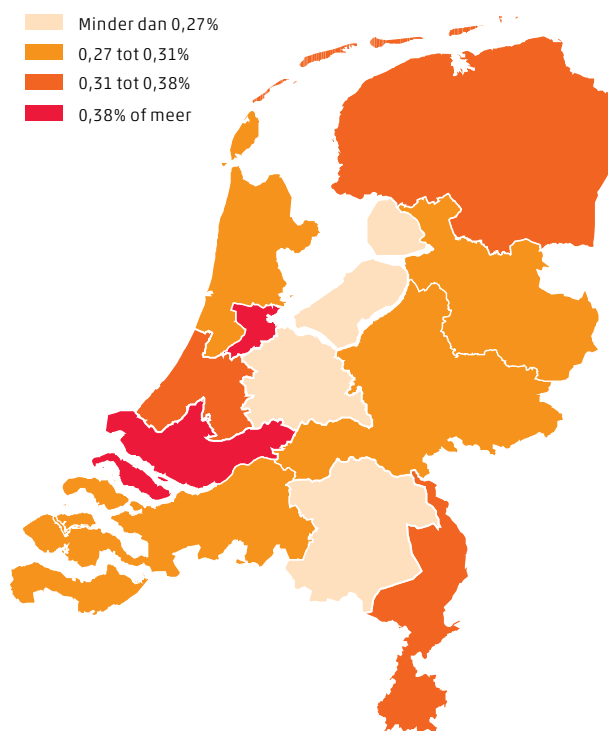 Minder dan 0,27%
0,27 tot 0,31%
0,31 tot 0,38%
0,38% of meer